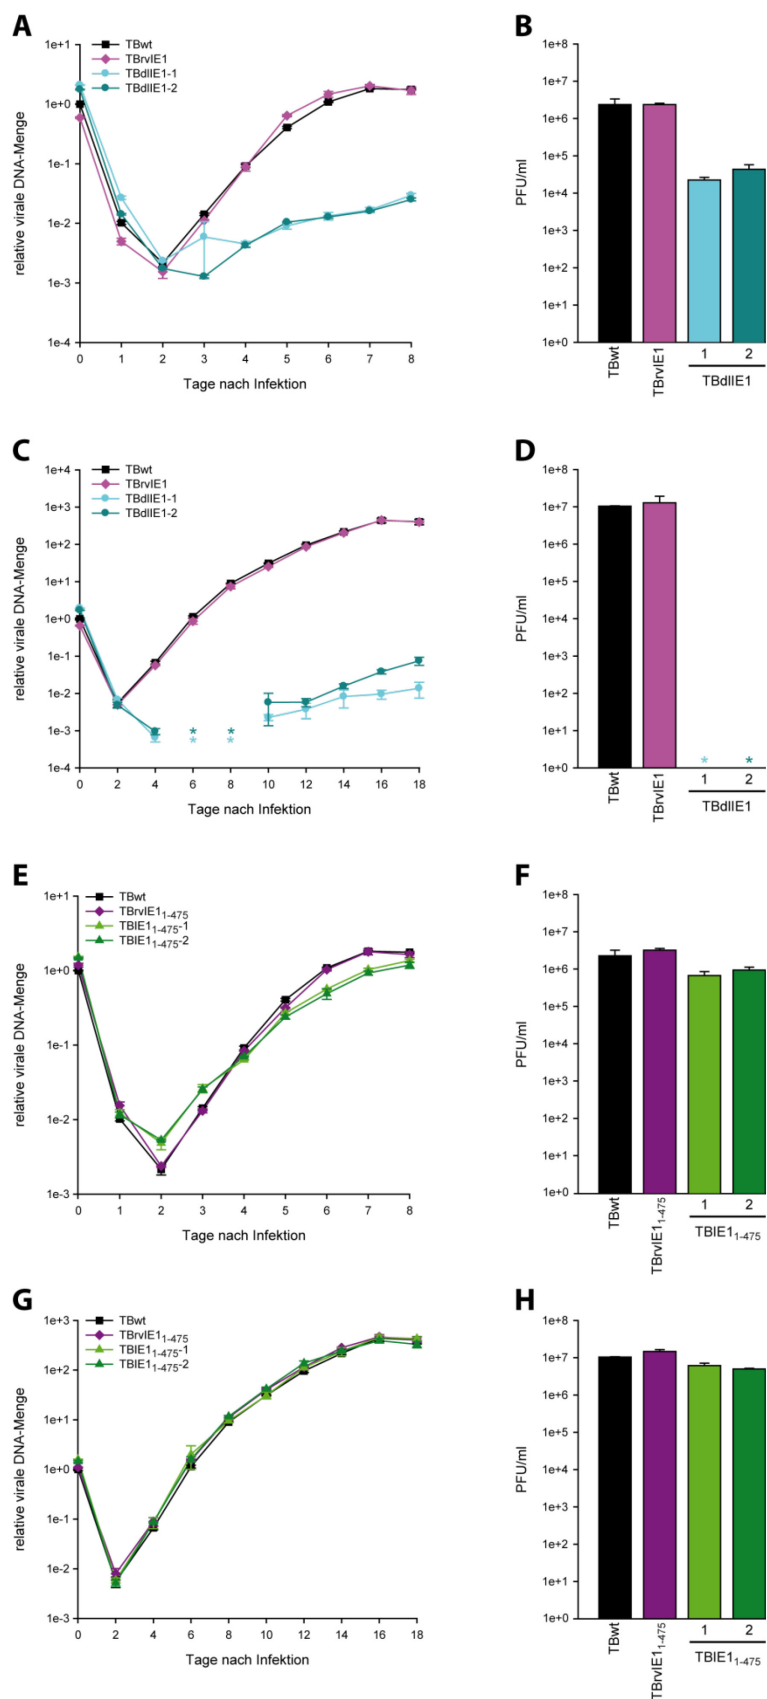 A
TBwt
TBrvIE1
TBdlIE1-1
TBdlIE1-2
relative virale DNA-Menge
1e+1
1e+0
1e-1
1e-2
1e-3
1e-4
0 1 2 3 4 5 6 7 8
Tage nach Infektion
B
PFU/ml
1e+8
1e+7
1e+6
1e+5
1e+4
1e+3
1e+2
1e+1
1e+0
TBwt
TBrvIE1
1 2
TBdlIE1
C
TBwt
TBrvIE1
TBdlIE1-1
TBdlIE1-2
relative virale DNA-Menge
1e+4
1e+3
1e+2
1e+1
1e+0
1e-1
1e-2
1e-3
1e-4
* *
* *
0 2 4 6 8 10 12 14 16 18
Tage nach Infektion
D
PFU/ml
1e+8
1e+7
1e+6
1e+5
1e+4
1e+3
1e+2
1e+1
1e+0
* *
TBwt
TBrvIE1
1 2
TBdlIE1
E
TBwt
TBrvIE1₁₋₄₇₅
TBIE1₁₋₄₇₅-1
TBIE1₁₋₄₇₅-2
relative virale DNA-Menge
1e+1
1e+0
1e-1
1e-2
1e-3
0 1 2 3 4 5 6 7 8
Tage nach Infektion
F
PFU/ml
1e+8
1e+7
1e+6
1e+5
1e+4
1e+3
1e+2
1e+1
1e+0
TBwt
TBrvIE1₁₋₄₇₅
1 2
TBIE1₁₋₄₇₅
G
TBwt
TBrvIE1₁₋₄₇₅
TBIE1₁₋₄₇₅-1
TBIE1₁₋₄₇₅-2
relative virale DNA-Menge
1e+3
1e+2
1e+1
1e+0
1e-1
1e-2
1e-3
0 2 4 6 8 10 12 14 16 18
Tage nach Infektion
H
PFU/ml
1e+8
1e+7
1e+6
1e+5
1e+4
1e+3
1e+2
1e+1
1e+0
TBwt
TBrvIE1₁₋₄₇₅
1 2
TBIE1₁₋₄₇₅